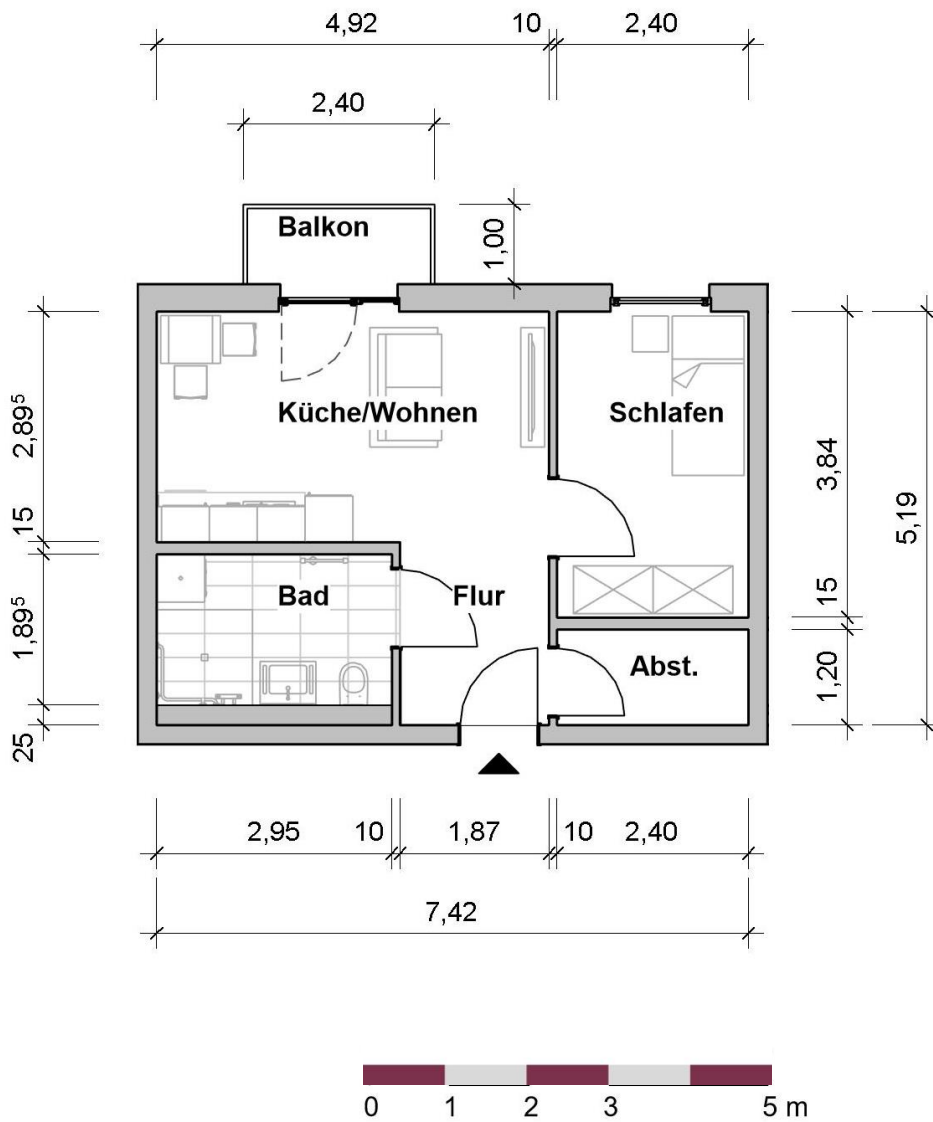 4,92 10 2,40
2,40
Balkon
1,00
Küche/Wohnen
Schlafen
2,89⁵
3,84
5,19
15
Bad
Flur
15
1,89⁵
Abst.
1,20
25
2,95 10 1,87 10 2,40
7,42
0 1 2 3 5 m